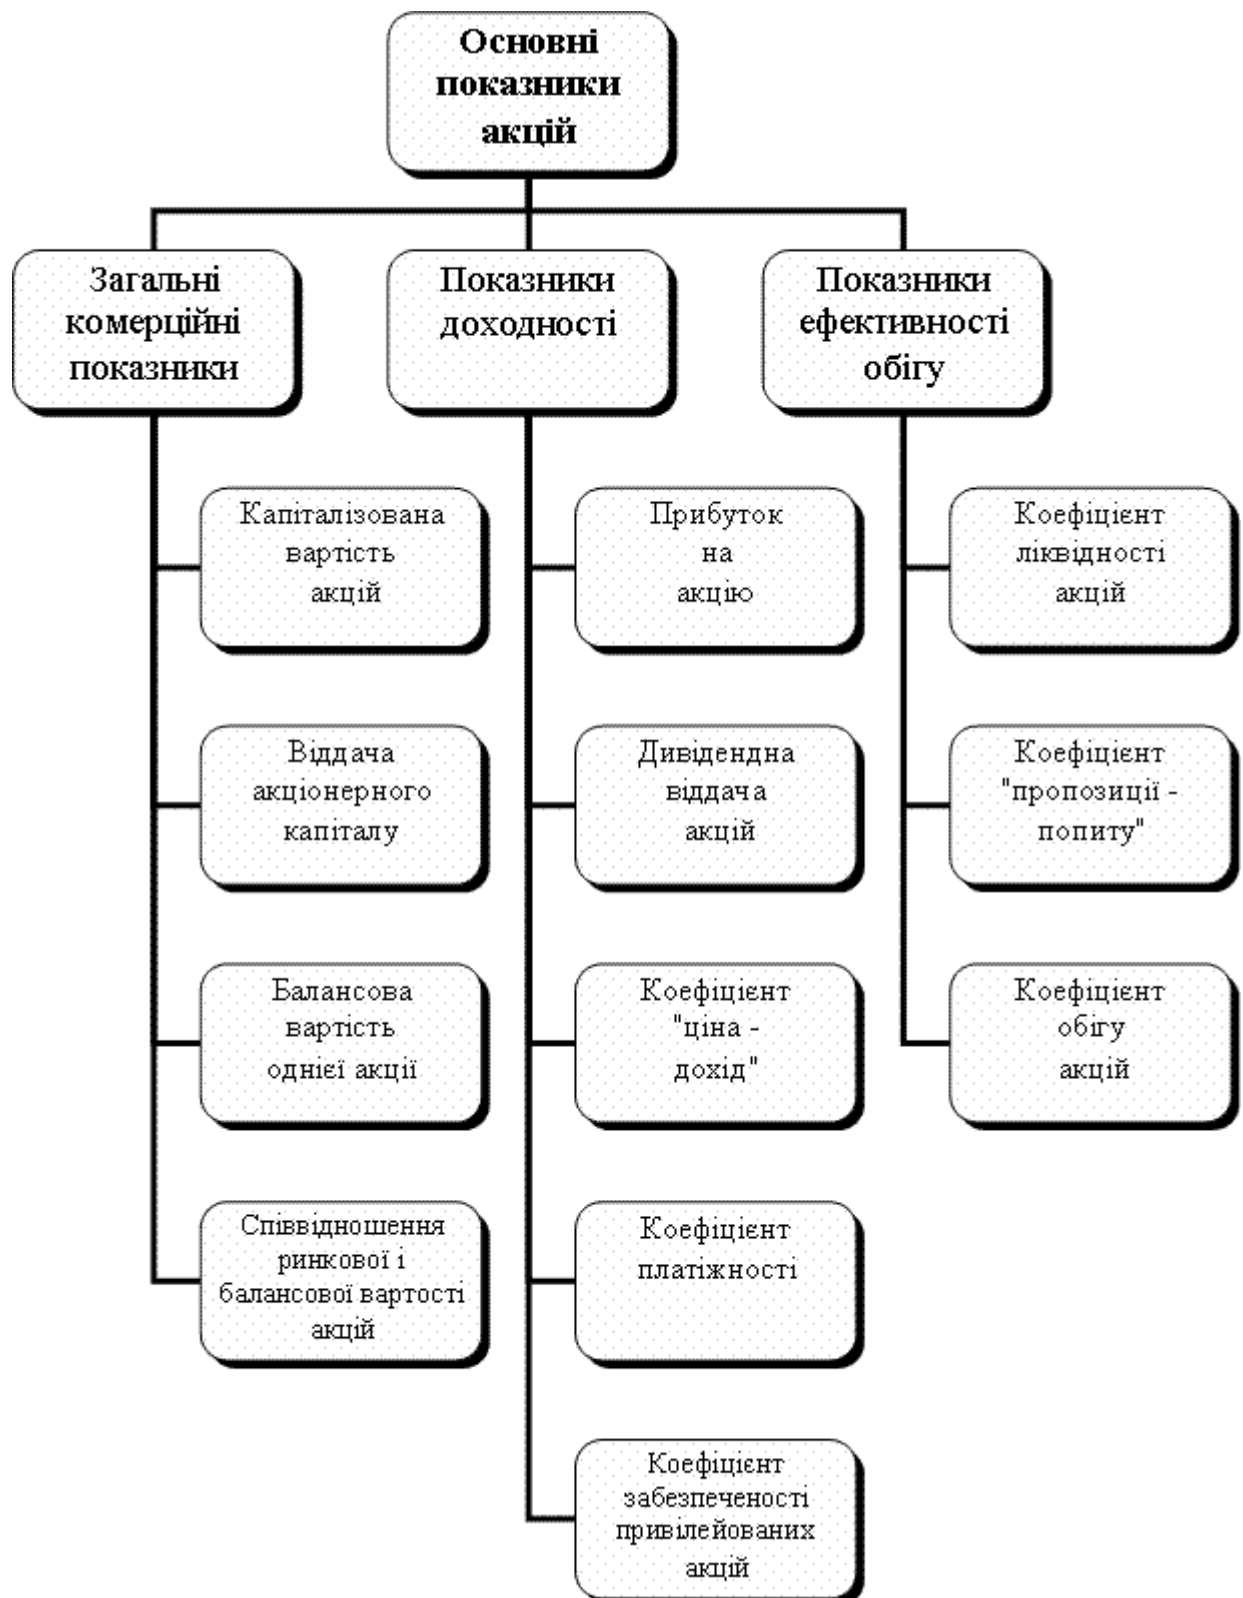 Основні
показники
акцій
Загальні
комерційні
показники
Показники
доходності
Показники
ефективності
обігу
Капіталізована
вартість
акцій
Прибуток
на
акцію
Коефіцієнт
ліквідності
акцій
Віддача
акціонерного
капіталу
Дивідендна
віддача
акцій
Коефіцієнт
"пропозиції -
попиту"
Балансова
вартість
однієї акції
Коефіцієнт
"ціна -
дохід"
Коефіцієнт
обігу
акцій
Співвідношення
ринкової і
балансової вартості
акцій
Коефіцієнт
платіжності
Коефіцієнт
забезпеченості
привілейованих
акцій